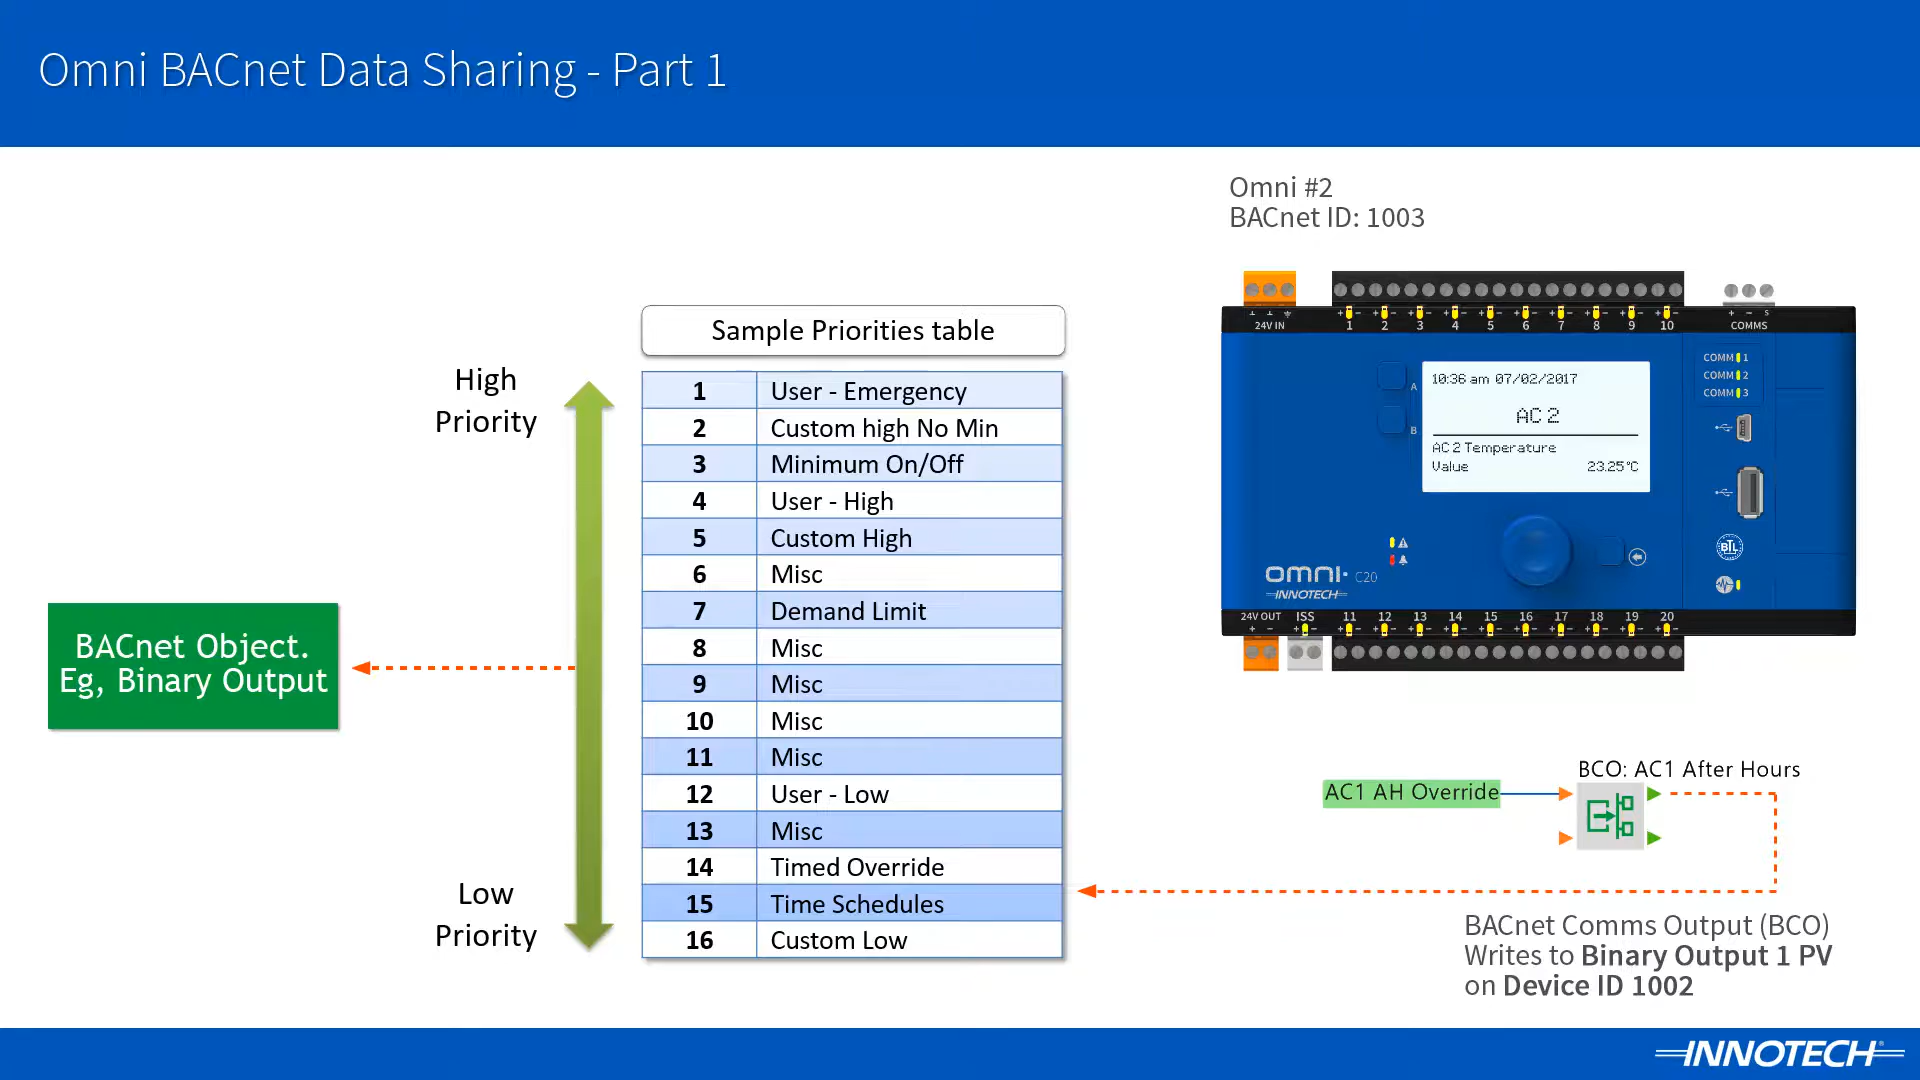 Omni BACnet Data Sharing - Part 1
Omni #2
BACnet ID: 1003
Sample Priorities table
High
Priority
1 User - Emergency
2 Custom high No Min
3 Minimum On/Off
4 User - High
5 Custom High
6 Misc
7 Demand Limit
8 Misc
9 Misc
10 Misc
11 Misc
12 User - Low
13 Misc
14 Timed Override
15 Time Schedules
16 Custom Low
Low
Priority
BACnet Object.
Eg, Binary Output
24V IN
1 2 3 4 5 6 7 8 9 10
+ - S
COMMS
COMM 1
COMM 2
COMM 3
A
B
10:36 am 07/02/2017
AC 2
AC 2 Temperature
Value 23.25°C
BTL
omni C20
INNOTECH
24V OUT ISS 11 12 13 14 15 16 17 18 19 20
BCO: AC1 After Hours
AC1 AH Override
BACnet Comms Output (BCO)
Writes to Binary Output 1 PV
on Device ID 1002
INNOTECH®